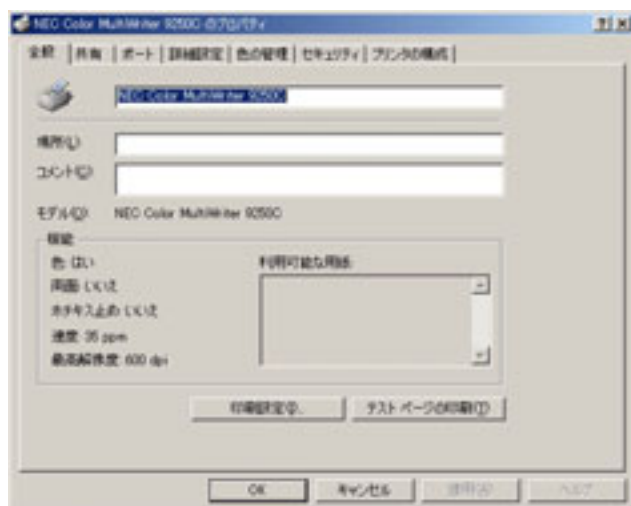 NEC Color MultiWriter 9250C のプロパティ
全般 共有 ポート 詳細設定 色の管理 セキュリティ プリンタの構成
NEC Color MultiWriter 9250C
場所(L)
コメント(C)
モデル(O): NEC Color MultiWriter 9250C
機能
色: はい
利用可能な用紙:
両面: いいえ
ホチキス止め: いいえ
速度: 35 ppm
最高解像度: 600 dpi
印刷設定(I)...
テスト ページの印刷(T)
OK キャンセル 適用(A) ヘルプ